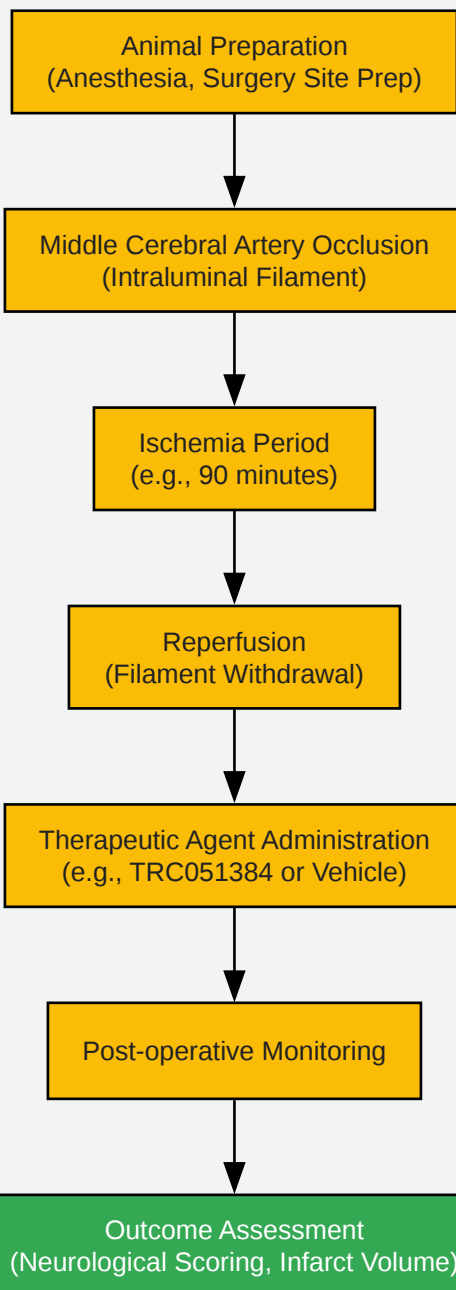 Animal Preparation
(Anesthesia, Surgery Site Prep)
Middle Cerebral Artery Occlusion
(Intraluminal Filament)
Ischemia Period
(e.g., 90 minutes)
Reperfusion
(Filament Withdrawal)
Therapeutic Agent Administration
(e.g., TRC051384 or Vehicle)
Post-operative Monitoring
Outcome Assessment
(Neurological Scoring, Infarct Volume)